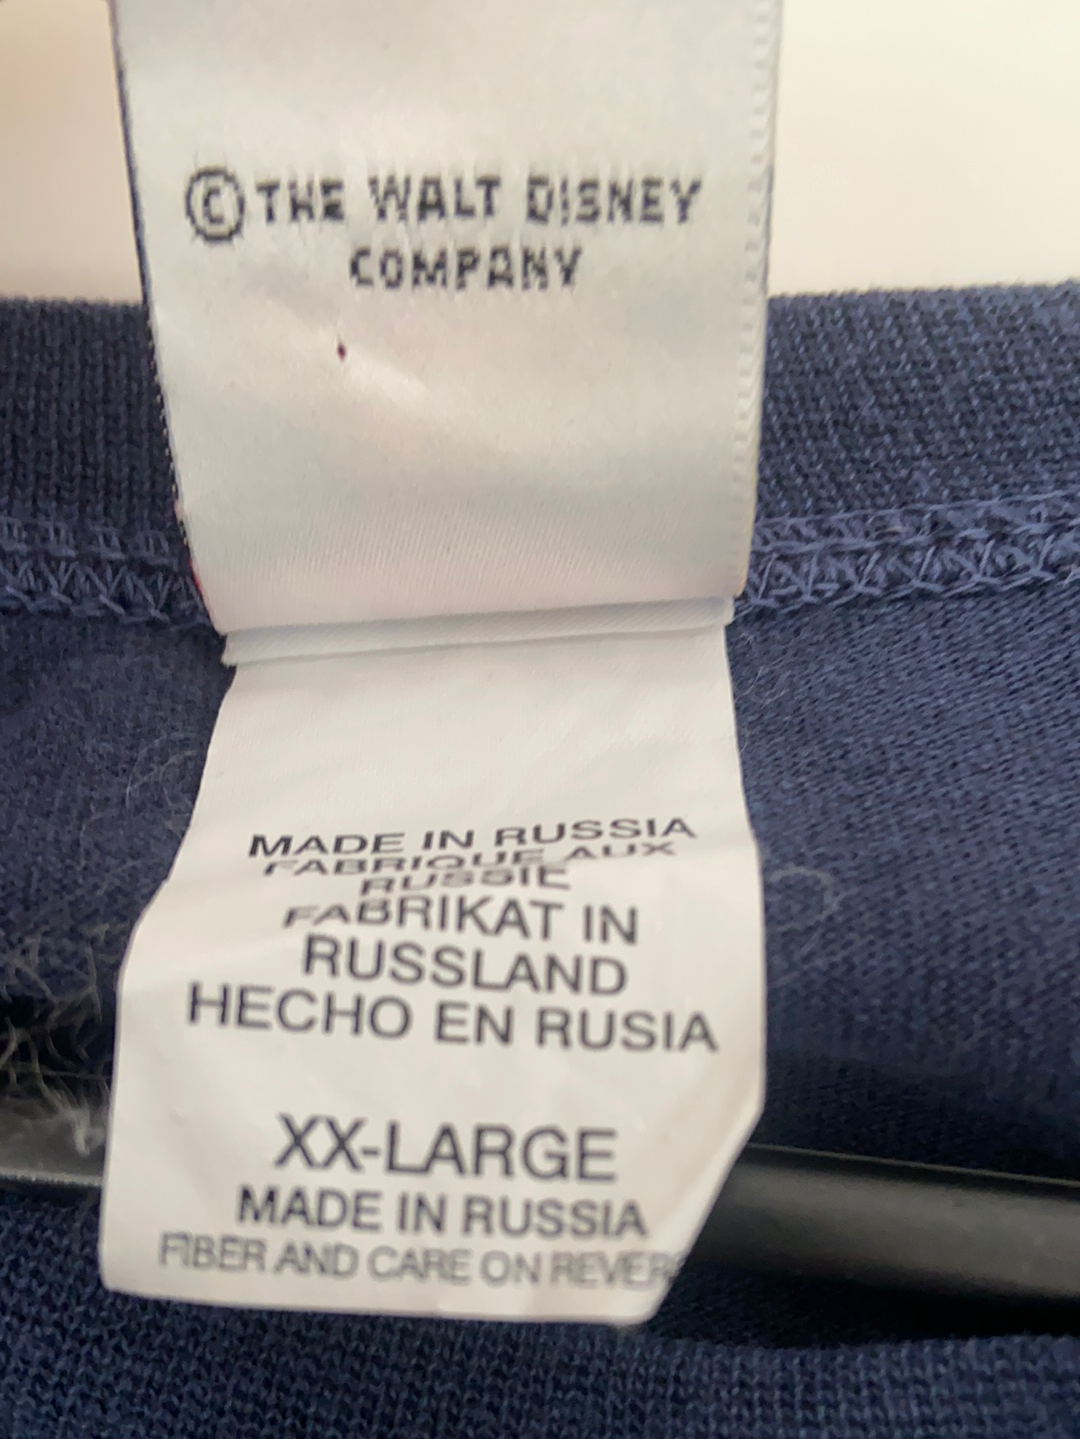 © THE WALT DISNEY
COMPANY
MADE IN RUSSIA
FABRIQUE AUX
RUSSIE
FABRIKAT IN
RUSSLAND
HECHO EN RUSIA
XX-LARGE
MADE IN RUSSIA
FIBER AND CARE ON REVERS